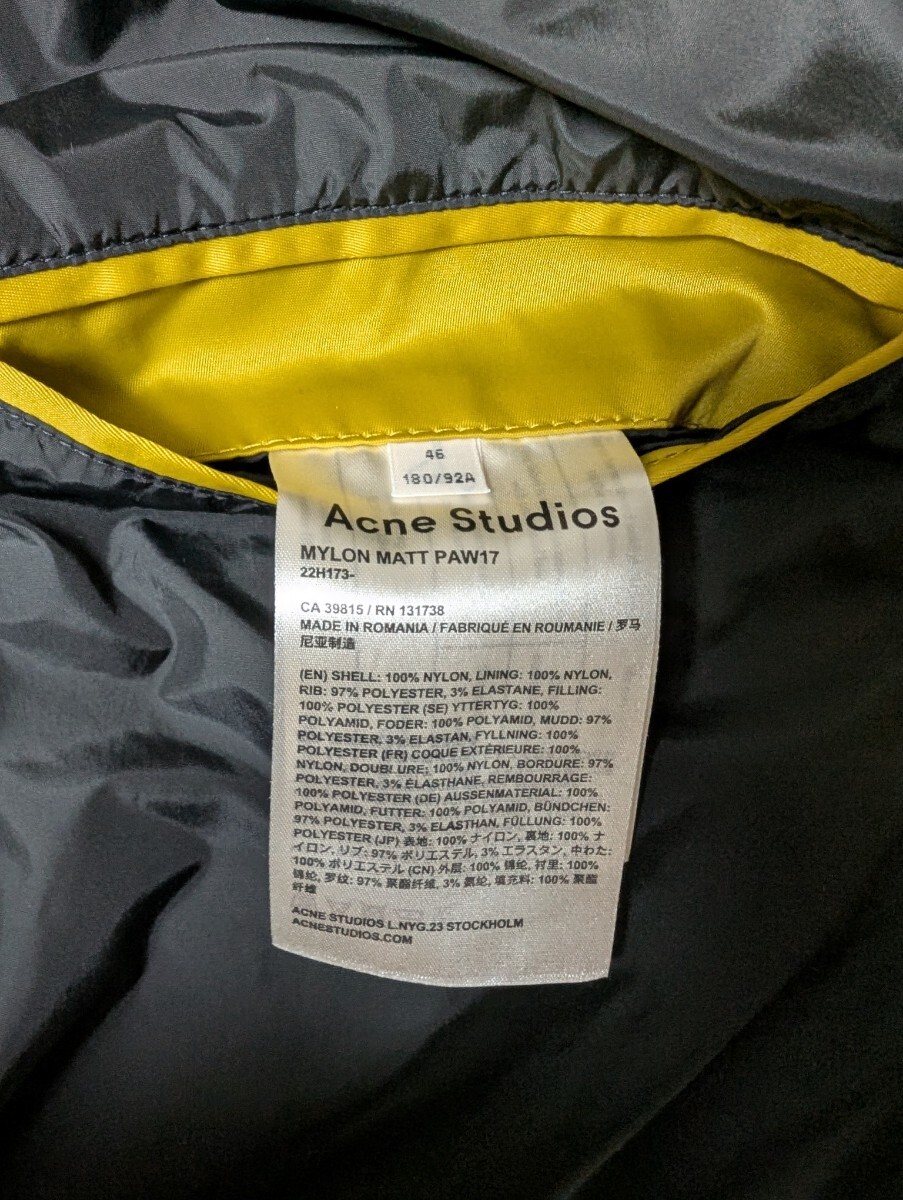 46
180/92A
Acne Studios
MYLON MATT PAW17
22H173-
CA 39815 / RN 131738
MADE IN ROMANIA / FABRIQUÉ EN ROUMANIE / 罗马
尼亚制造
(EN) SHELL: 100% NYLON, LINING: 100% NYLON,
RIB: 97% POLYESTER, 3% ELASTANE, FILLING:
100% POLYESTER (SE) YTTERTYG: 100%
POLYAMID, FODER: 100% POLYAMID, MUDD: 97%
POLYESTER, 3% ELASTAN, FYLLNING: 100%
POLYESTER (FR) COQUE EXTÉRIEURE: 100%
NYLON, DOUBLURE: 100% NYLON, BORDURE: 97%
POLYESTER, 3% ÉLASTHANE, REMBOURRAGE:
100% POLYESTER (DE) AUSSENMATERIAL: 100%
POLYAMID, FUTTER: 100% POLYAMID, BÜNDCHEN:
97% POLYESTER, 3% ELASTHAN, FÜLLUNG: 100%
POLYESTER (JP) 表地: 100% ナイロン, 裏地: 100% ナ
イロン, リブ: 97% ポリエステル, 3% エラスタン, 中わた:
100% ポリエステル (CN) 外层: 100% 锦纶, 衬里: 100%
锦纶, 罗纹: 97% 聚酯纤维, 3% 氨纶, 填充料: 100% 聚酯
纤维
ACNE STUDIOS L.NYG.23 STOCKHOLM
ACNESTUDIOS.COM